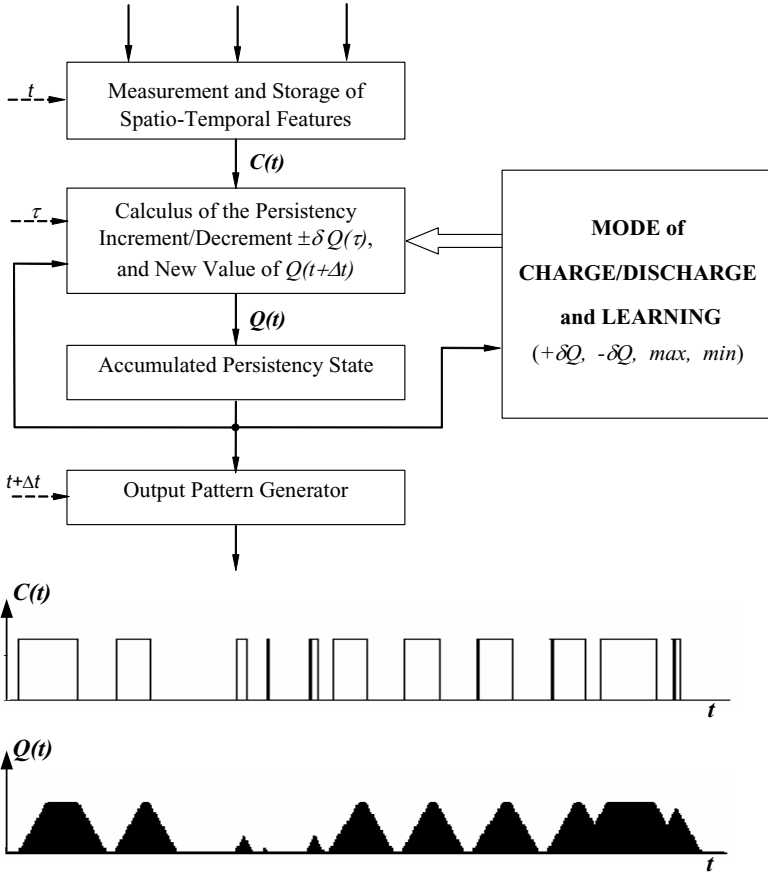 Measurement and Storage of
Spatio-Temporal Features
t
C(t)
τ
Calculus of the Persistency
Increment/Decrement ±δQ(τ),
and New Value of Q(t+Δt)
MODE of
CHARGE/DISCHARGE
and LEARNING
(+δQ, -δQ, max, min)
Q(t)
Accumulated Persistency State
t+Δt
Output Pattern Generator
C(t)
t
Q(t)
t